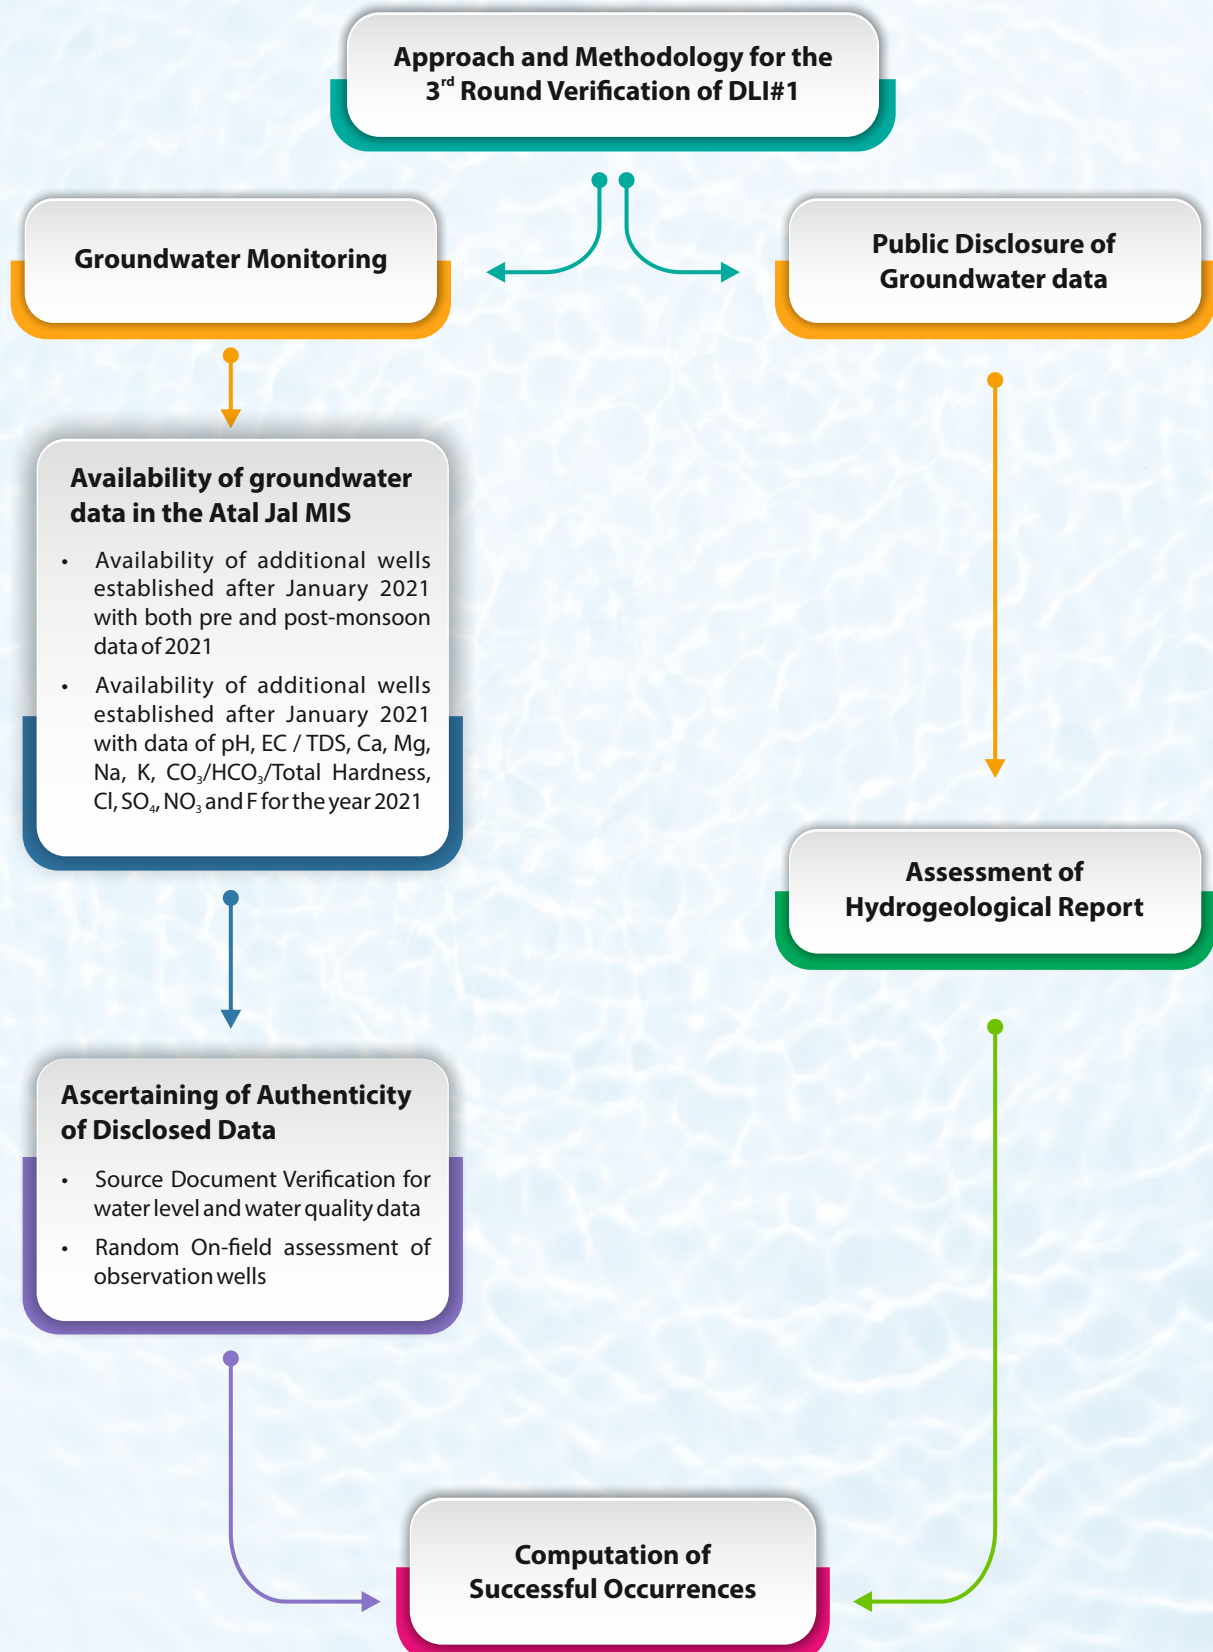 Approach and Methodology for the
3rd Round Verification of DLI#1
Groundwater Monitoring
Public Disclosure of
Groundwater data
Availability of groundwater
data in the Atal Jal MIS
• Availability of additional wells
established after January 2021
with both pre and post-monsoon
data of 2021
• Availability of additional wells
established after January 2021
with data of pH, EC / TDS, Ca, Mg,
Na, K, CO₃/HCO₃/Total Hardness,
Cl, SO₄, NO₃ and F for the year 2021
Assessment of
Hydrogeological Report
Ascertaining of Authenticity
of Disclosed Data
• Source Document Verification for
water level and water quality data
• Random On-field assessment of
observation wells
Computation of
Successful Occurrences